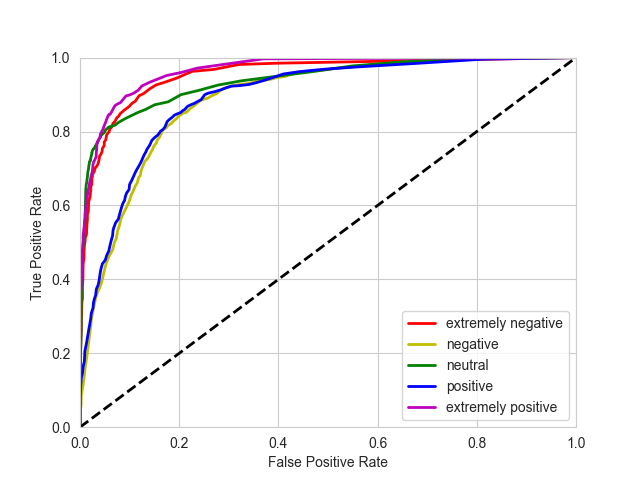 1.0
0.8
0.6
0.4
0.2
0.0
True Positive Rate
0.0 0.2 0.4 0.6 0.8 1.0
False Positive Rate
extremely negative
negative
neutral
positive
extremely positive